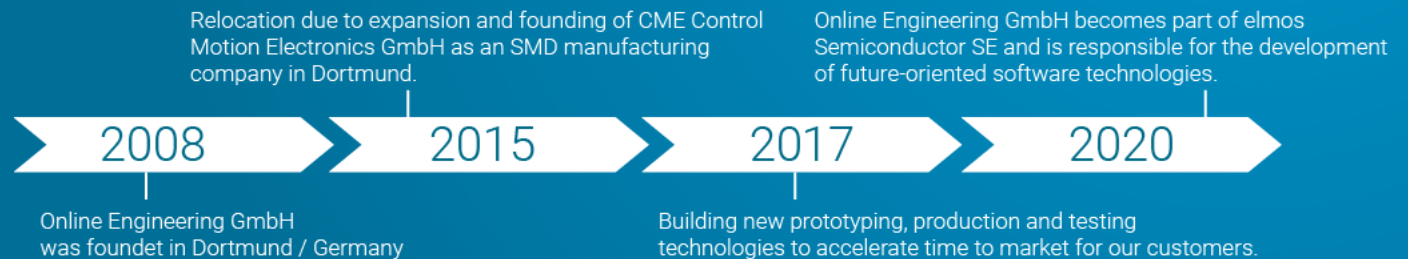 Relocation due to expansion and founding of CME Control
Motion Electronics GmbH as an SMD manufacturing
company in Dortmund.
Online Engineering GmbH becomes part of elmos
Semiconductor SE and is responsible for the development
of future-oriented software technologies.
2008
2015
2017
2020
Online Engineering GmbH
was foundet in Dortmund / Germany
Building new prototyping, production and testing
technologies to accelerate time to market for our customers.